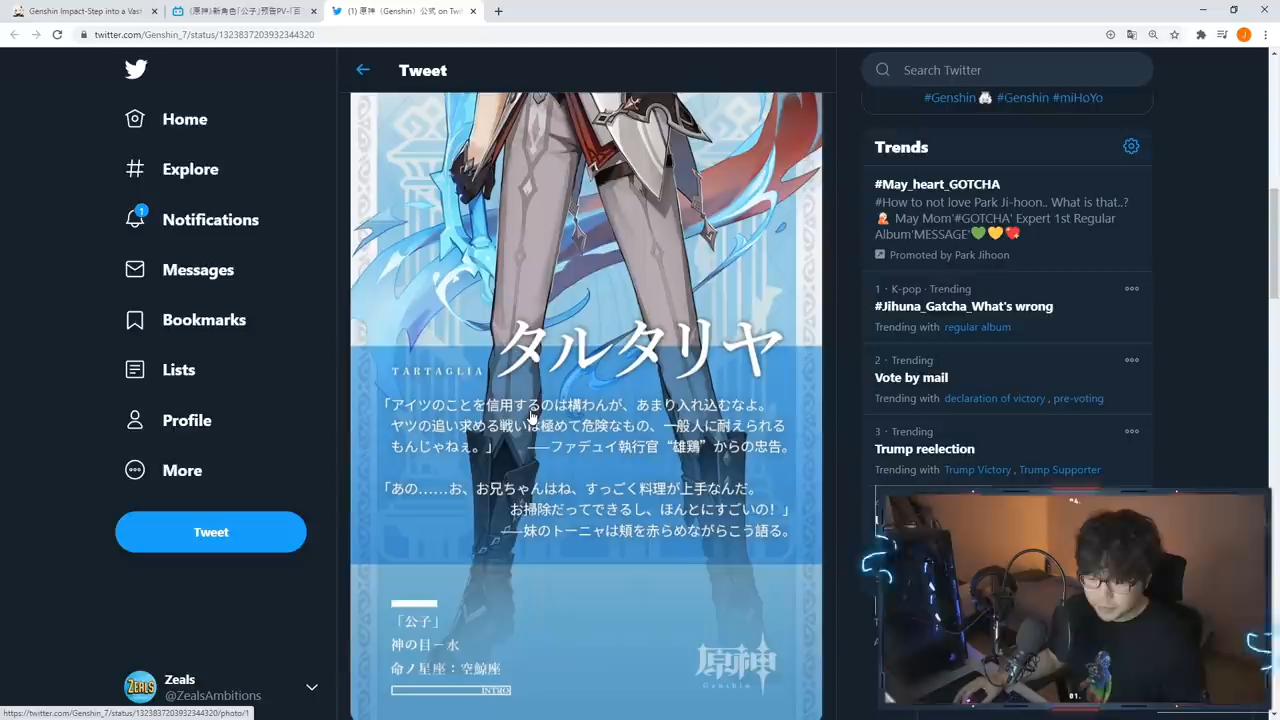 Genshin Impact-Step into a Vas
《原神》新角色「公子」预告PV-「百
(1) 原神（Genshin）公式 on Twi
twitter.com/Genshin_7/status/1323837203932344320
Home
Explore
1
Notifications
Messages
Bookmarks
Lists
Profile
More
Tweet
Zeals
@ZealsAmbitions
https://twitter.com/Genshin_7/status/1323837203932344320/photo/1
Tweet
タルタリヤ
TARTAGLIA
「アイツのことを信用するのは構わんが、あまり入れ込むなよ。
ヤツの追い求める戦いは極めて危険なもの、一般人に耐えられる
もんじゃねぇ。」 ──ファデュイ執行官“雄鶏”からの忠告。
「あの……お、お兄ちゃんはね、すっごく料理が上手なんだ。
お掃除だってできるし、ほんとにすごいの！」
──妹のトーニャは頬を赤らめながらこう語る。
「公子」
神の目－水
命ノ星座：空鯨座
INTRO
原神
Genshin
Search Twitter
#Genshin #Genshin #miHoYo
Trends
#May_heart_GOTCHA
#How to not love Park Ji-hoon.. What is that..?
May Mom'#GOTCHA' Expert 1st Regular
Album'MESSAGE'
Promoted by Park Jihoon
1 · K-pop · Trending
#Jihuna_Gatcha_What's wrong
Trending with regular album
2 · Trending
Vote by mail
Trending with declaration of victory , pre-voting
3 · Trending
Trump reelection
Trending with Trump Victory , Trump Supporter